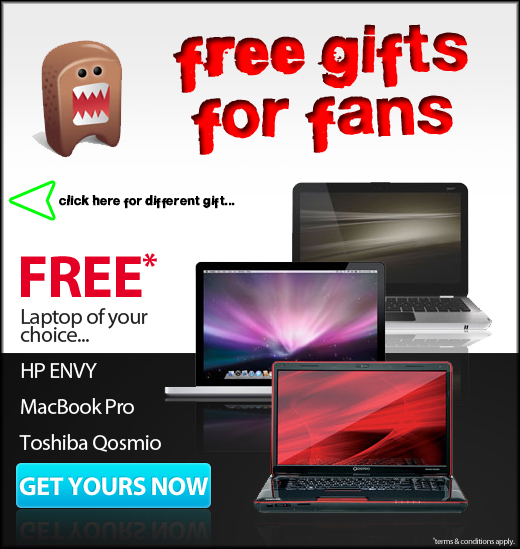 free gifts
for fans
click here for different gift...
FREE*
Laptop of your
choice...
HP ENVY
MacBook Pro
Toshiba Qosmio
GET YOURS NOW
*terms & conditions apply.